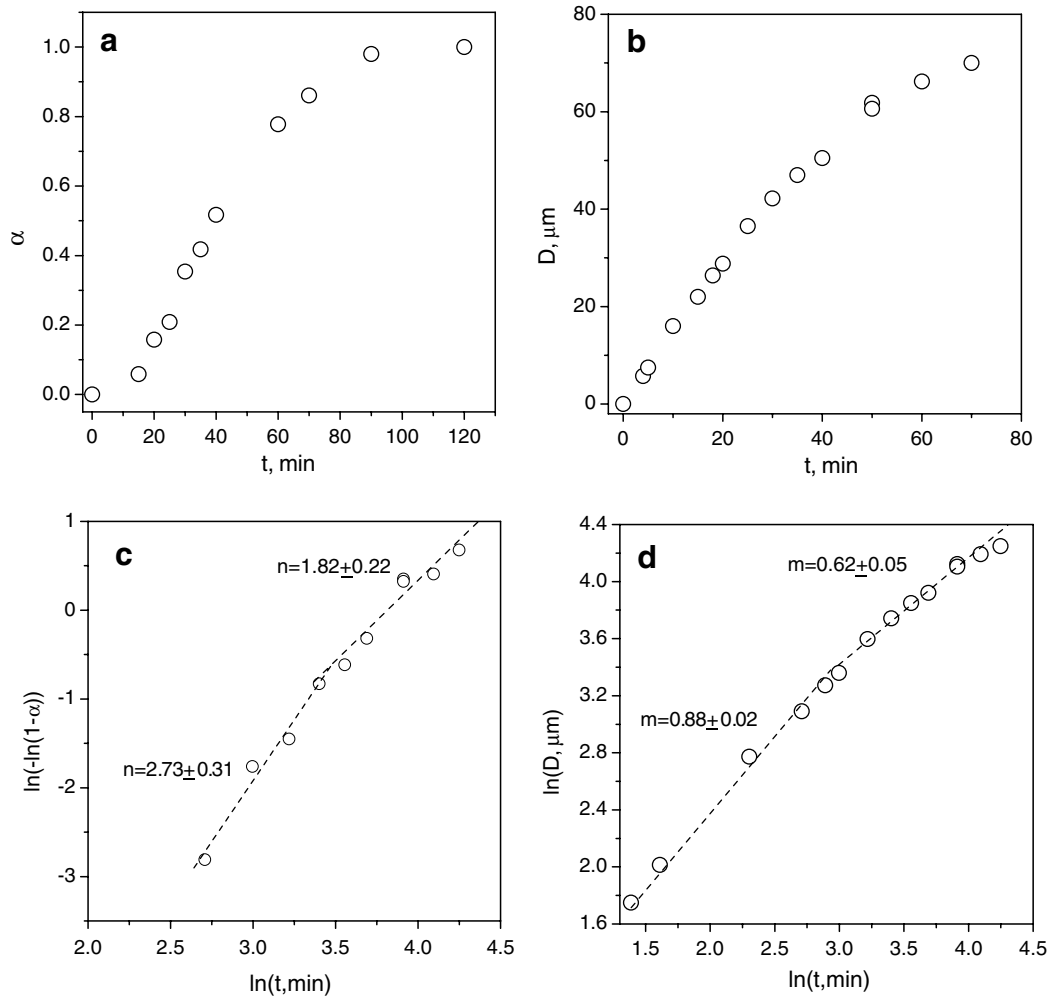 a
1.0
0.8
0.6
0.4
0.2
0.0
α
0 20 40 60 80 100 120
t, min
b
80
60
40
20
0
D, μm
0 20 40 60 80
t, min
c
1
0
-1
-2
-3
ln(-ln(1-α))
n=1.82±0.22
n=2.73±0.31
2.0 2.5 3.0 3.5 4.0 4.5
ln(t,min)
d
4.4
4.0
3.6
3.2
2.8
2.4
2.0
1.6
ln(D, μm)
m=0.62±0.05
m=0.88±0.02
1.5 2.0 2.5 3.0 3.5 4.0 4.5
ln(t,min)